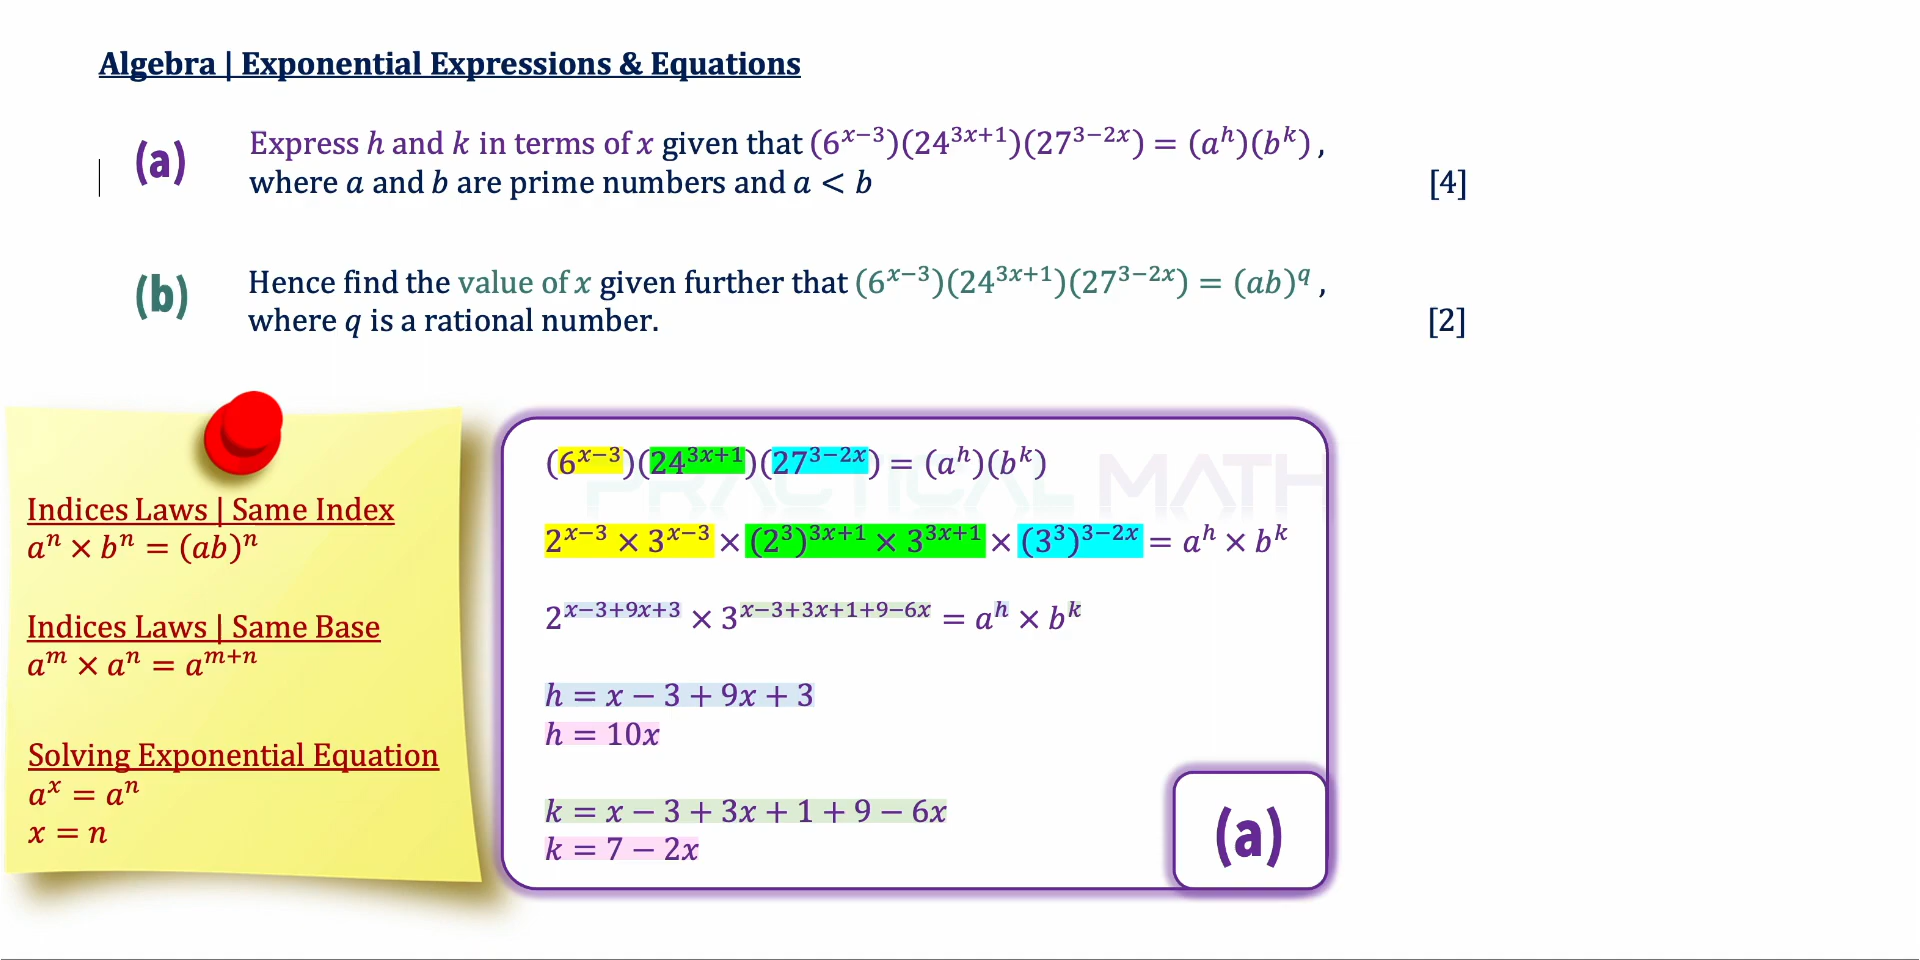 Algebra | Exponential Expressions & Equations
(a) Express h and k in terms of x given that (6^{x−3})(24^{3x+1})(27^{3−2x}) = (a^h)(b^k) ,
where a and b are prime numbers and a < b [4]
(b) Hence find the value of x given further that (6^{x−3})(24^{3x+1})(27^{3−2x}) = (ab)^q ,
where q is a rational number. [2]
Indices Laws | Same Index
a^n × b^n = (ab)^n
Indices Laws | Same Base
a^m × a^n = a^{m+n}
Solving Exponential Equation
a^x = a^n
x = n
PRACTICAL MATH
(6^{x−3})(24^{3x+1})(27^{3−2x}) = (a^h)(b^k)
2^{x−3} × 3^{x−3} × (2^3)^{3x+1} × 3^{3x+1} × (3^3)^{3−2x} = a^h × b^k
2^{x−3+9x+3} × 3^{x−3+3x+1+9−6x} = a^h × b^k
h = x − 3 + 9x + 3
h = 10x
k = x − 3 + 3x + 1 + 9 − 6x
k = 7 − 2x
(a)